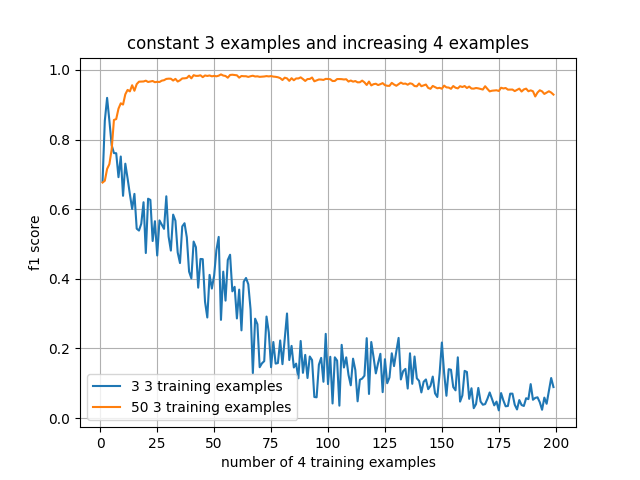 constant 3 examples and increasing 4 examples
1.0
0.8
0.6
0.4
0.2
0.0
f1 score
3 3 training examples
50 3 training examples
0 25 50 75 100 125 150 175 200
number of 4 training examples